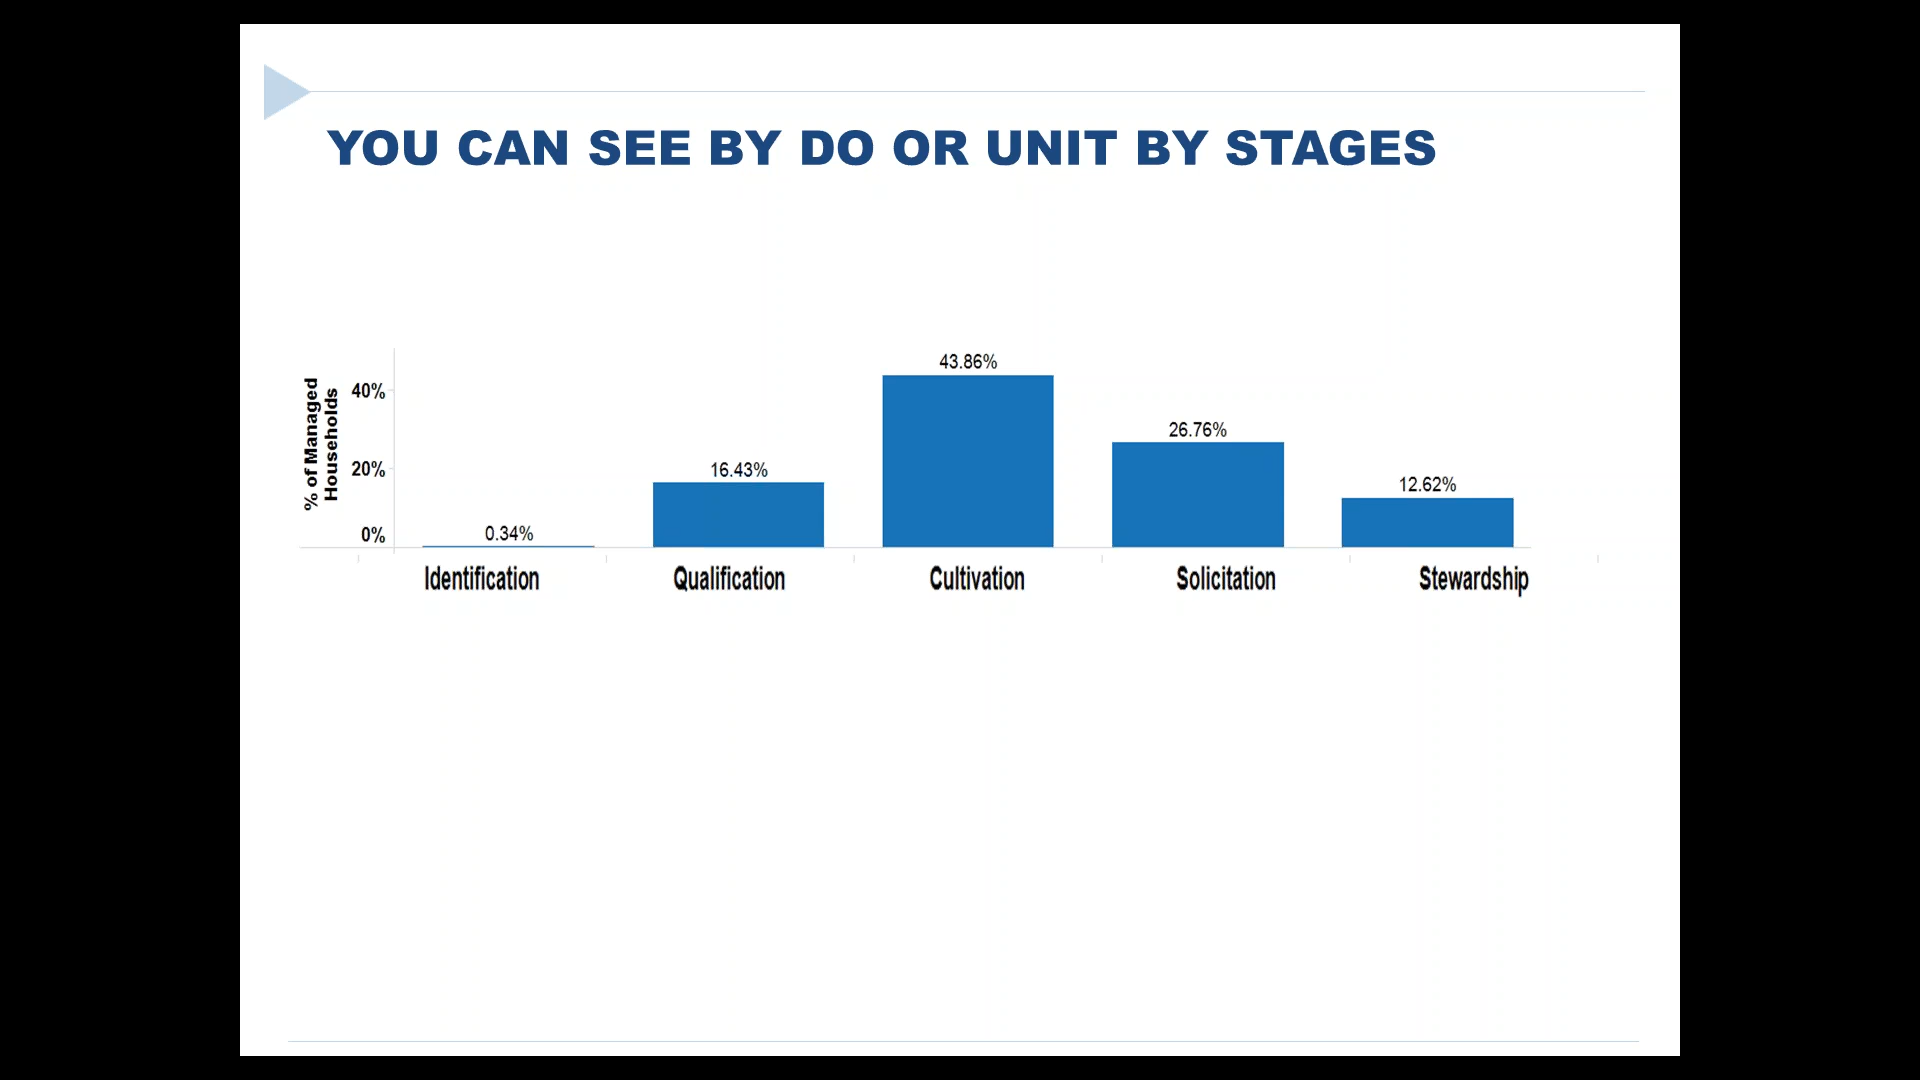 YOU CAN SEE BY DO OR UNIT BY STAGES
% of Managed
Households
40%
20%
0%
0.34%
16.43%
43.86%
26.76%
12.62%
Identification
Qualification
Cultivation
Solicitation
Stewardship